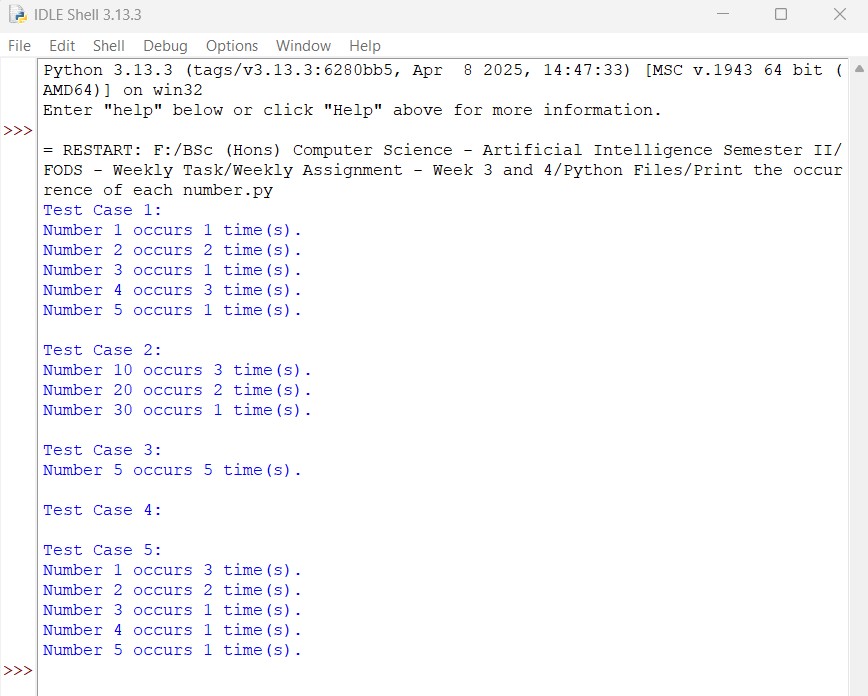 IDLE Shell 3.13.3
File Edit Shell Debug Options Window Help
Python 3.13.3 (tags/v3.13.3:6280bb5, Apr  8 2025, 14:47:33) [MSC v.1943 64 bit (
AMD64)] on win32
Enter "help" below or click "Help" above for more information.
>>>
= RESTART: F:/BSc (Hons) Computer Science - Artificial Intelligence Semester II/
FODS - Weekly Task/Weekly Assignment - Week 3 and 4/Python Files/Print the occur
rence of each number.py
Test Case 1:
Number 1 occurs 1 time(s).
Number 2 occurs 2 time(s).
Number 3 occurs 1 time(s).
Number 4 occurs 3 time(s).
Number 5 occurs 1 time(s).
Test Case 2:
Number 10 occurs 3 time(s).
Number 20 occurs 2 time(s).
Number 30 occurs 1 time(s).
Test Case 3:
Number 5 occurs 5 time(s).
Test Case 4:
Test Case 5:
Number 1 occurs 3 time(s).
Number 2 occurs 2 time(s).
Number 3 occurs 1 time(s).
Number 4 occurs 1 time(s).
Number 5 occurs 1 time(s).
>>>